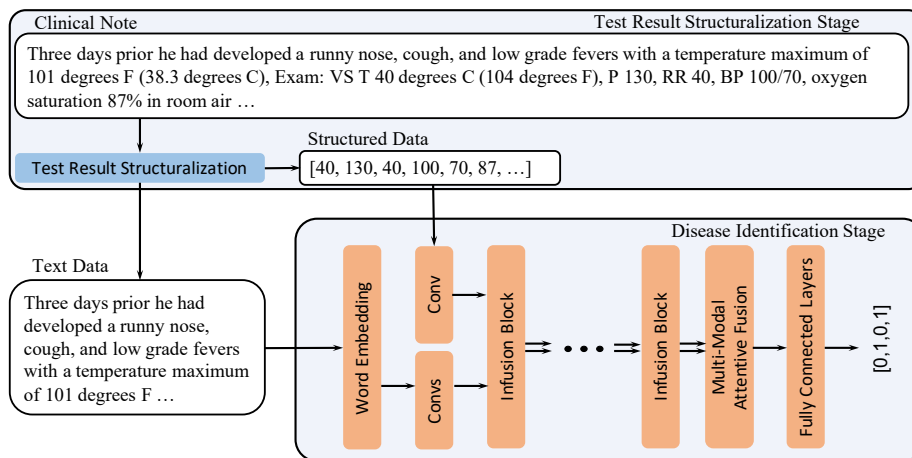 Clinical Note
Test Result Structuralization Stage
Three days prior he had developed a runny nose, cough, and low grade fevers with a temperature maximum of
101 degrees F (38.3 degrees C), Exam: VS T 40 degrees C (104 degrees F), P 130, RR 40, BP 100/70, oxygen
saturation 87% in room air …
Structured Data
Test Result Structuralization
[40, 130, 40, 100, 70, 87, …]
Disease Identification Stage
Text Data
Three days prior he had
developed a runny nose,
cough, and low grade fevers
with a temperature maximum
of 101 degrees F …
Word Embedding
Conv
Convs
Infusion Block
Infusion Block
Multi-Modal
Attentive Fusion
Fully Connected Layers
[0,1,0,1]